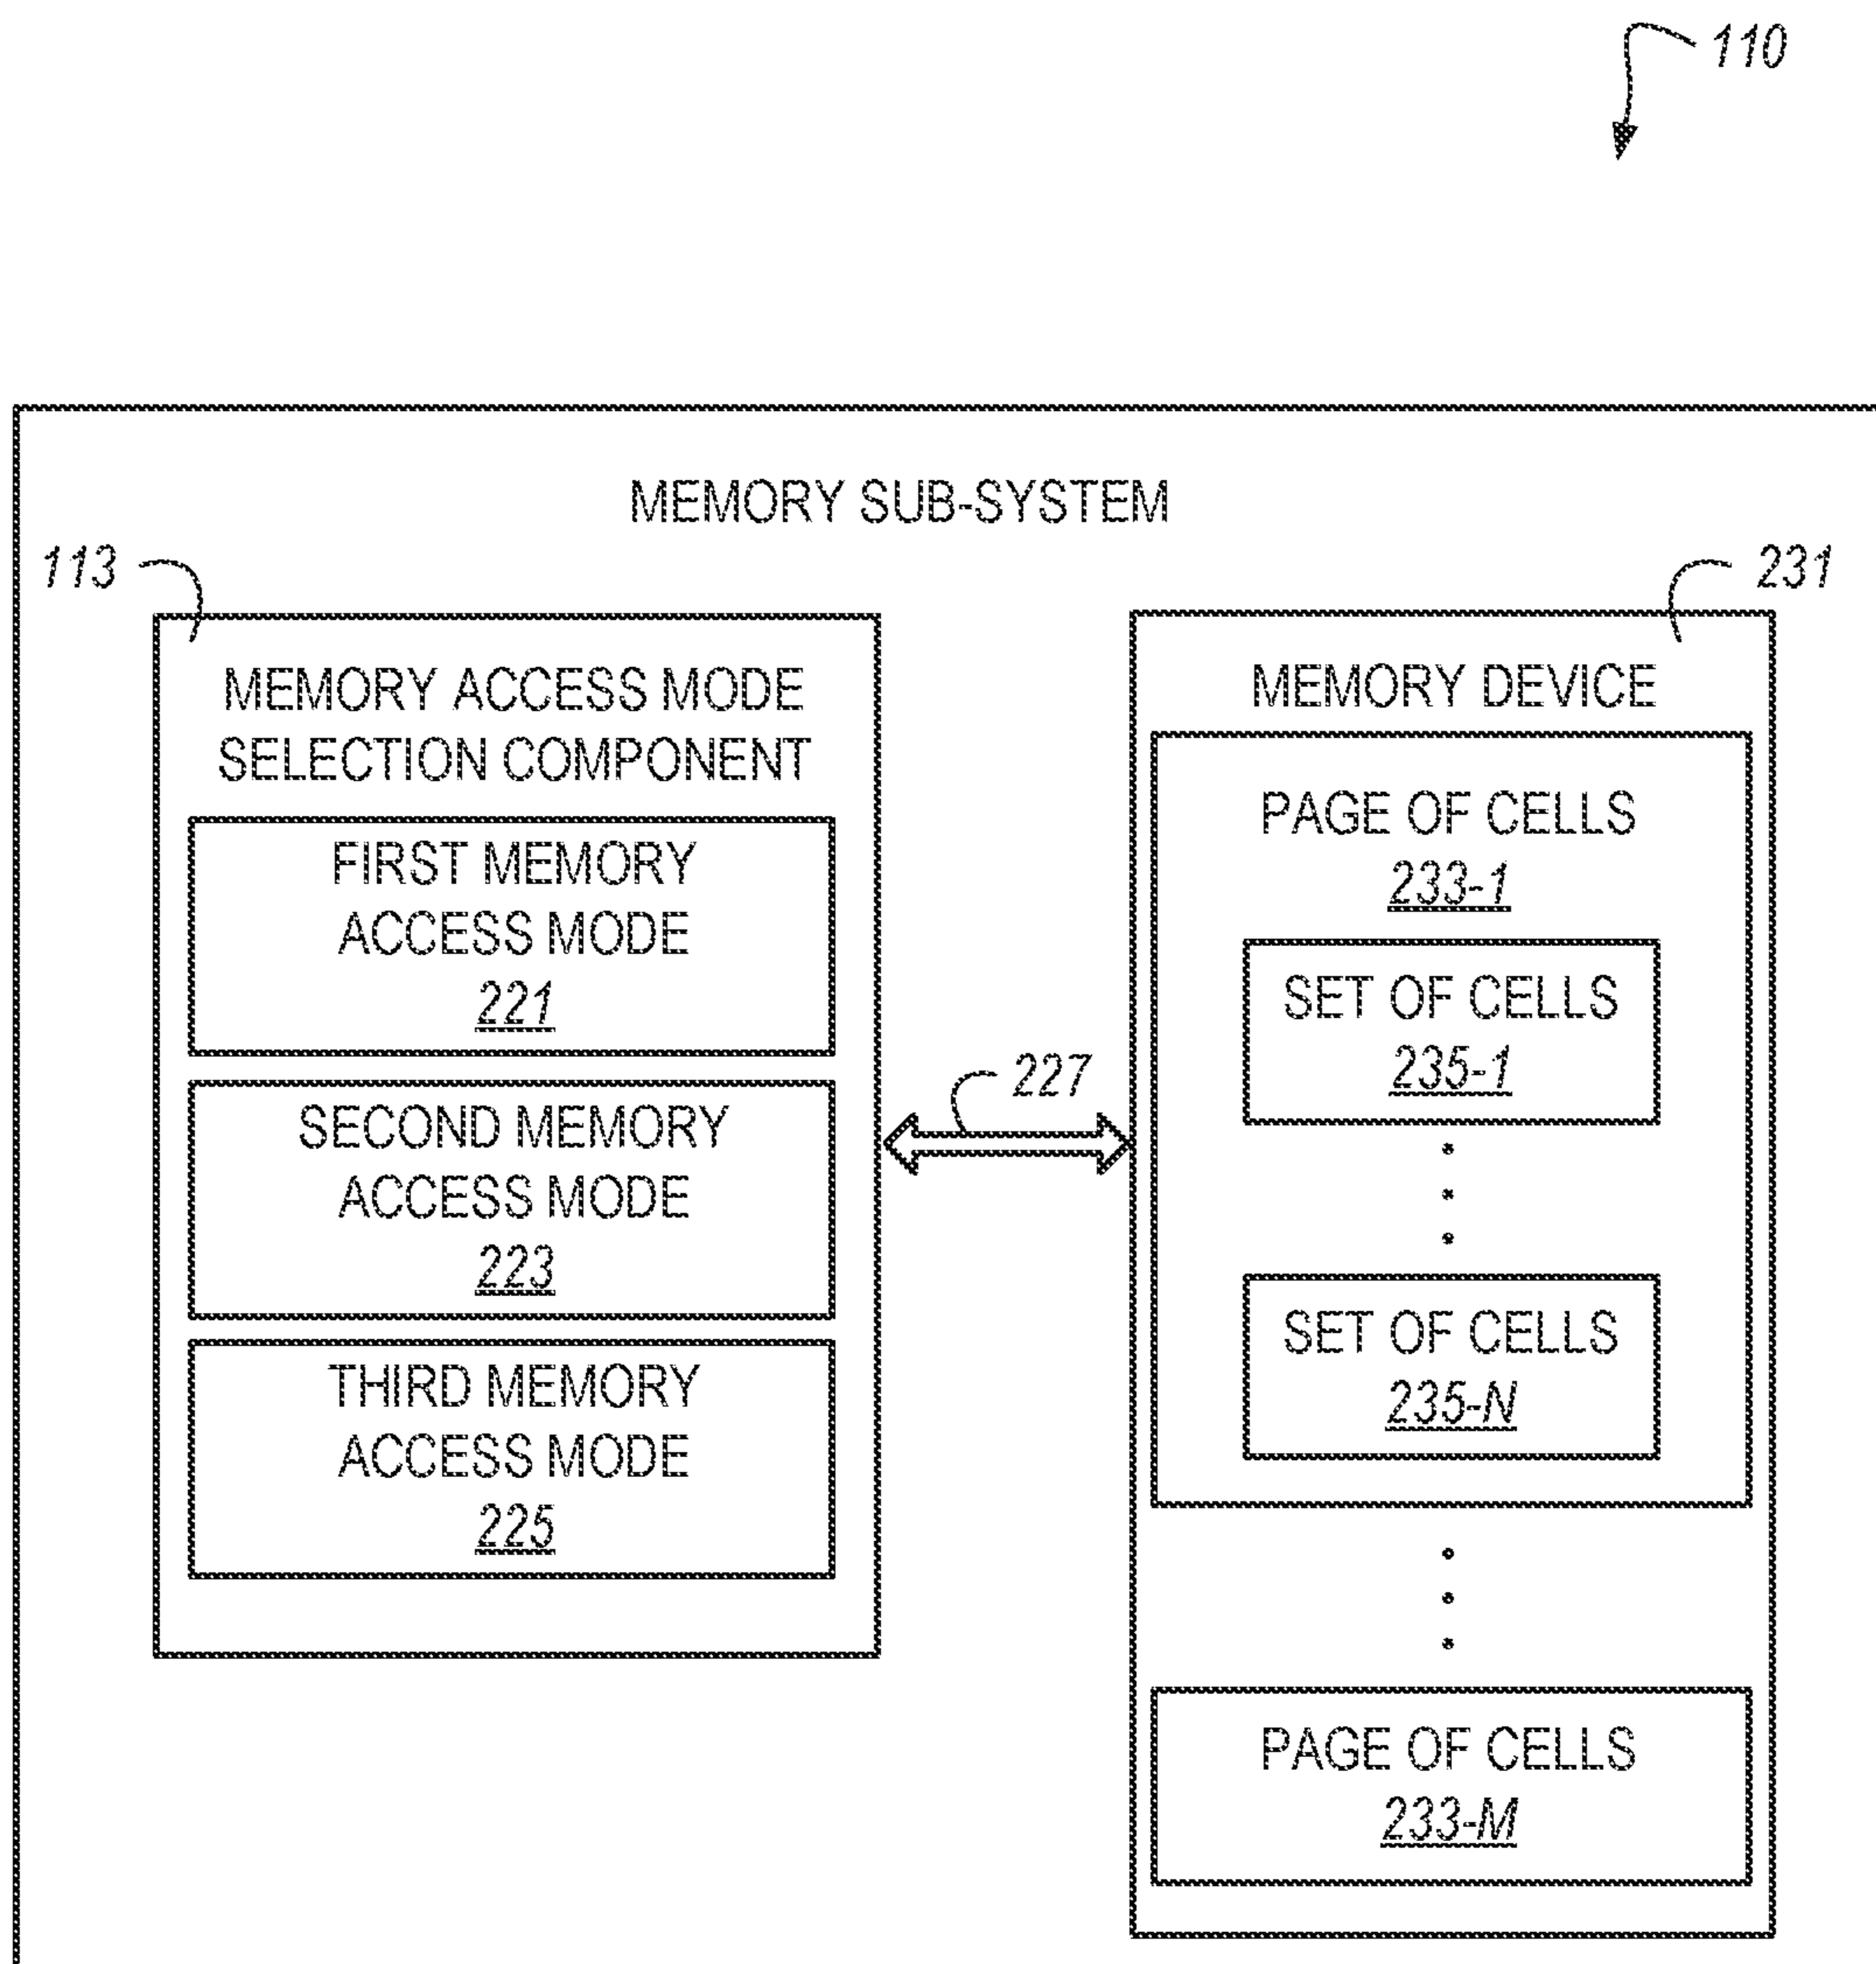 110
MEMORY SUB-SYSTEM
113
231
MEMORY ACCESS MODE
SELECTION COMPONENT
FIRST MEMORY
ACCESS MODE
221
SECOND MEMORY
ACCESS MODE
223
THIRD MEMORY
ACCESS MODE
225
227
MEMORY DEVICE
PAGE OF CELLS
233-1
SET OF CELLS
235-1
SET OF CELLS
235-N
PAGE OF CELLS
233-M